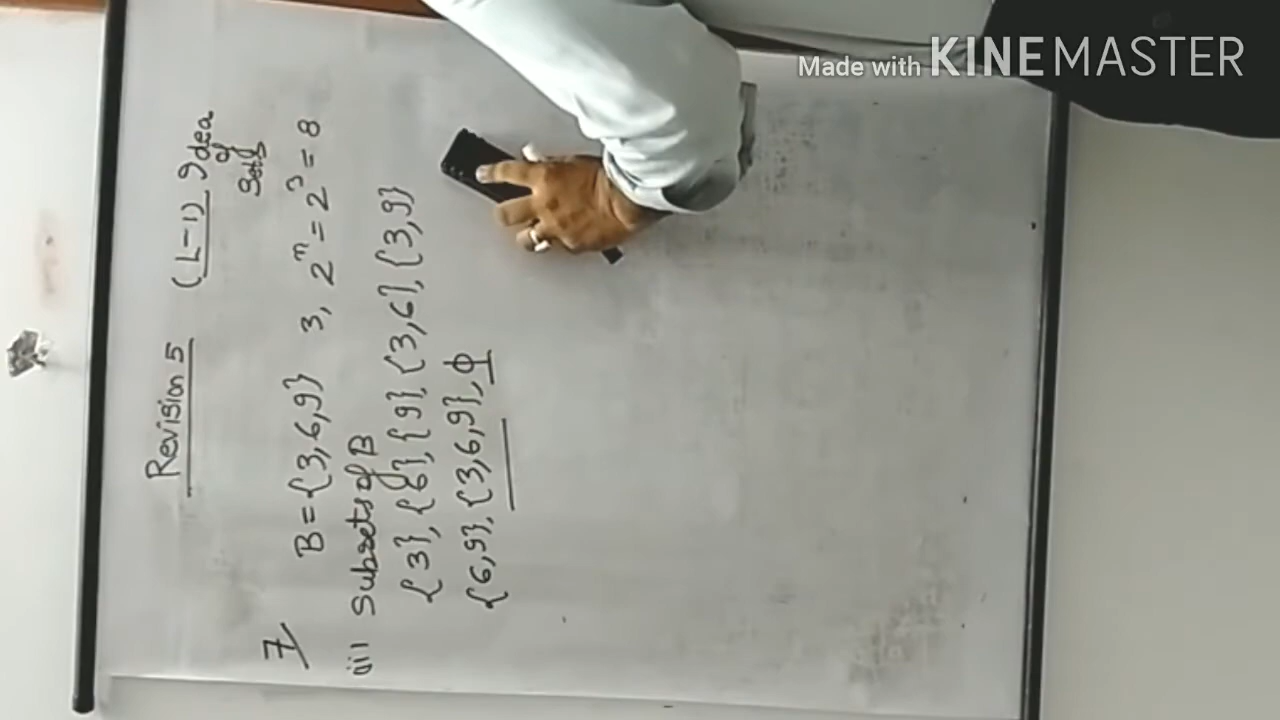 Made with KINEMASTER
Revision 5 (L-1) Idea
of
Sets
7 B={3,6,9} 3, 2ⁿ=2³=8
iii) Subsets of B
{3}, {6}, {9}, {3,6}, {3,9}
{6,9}, {3,6,9}, Φ